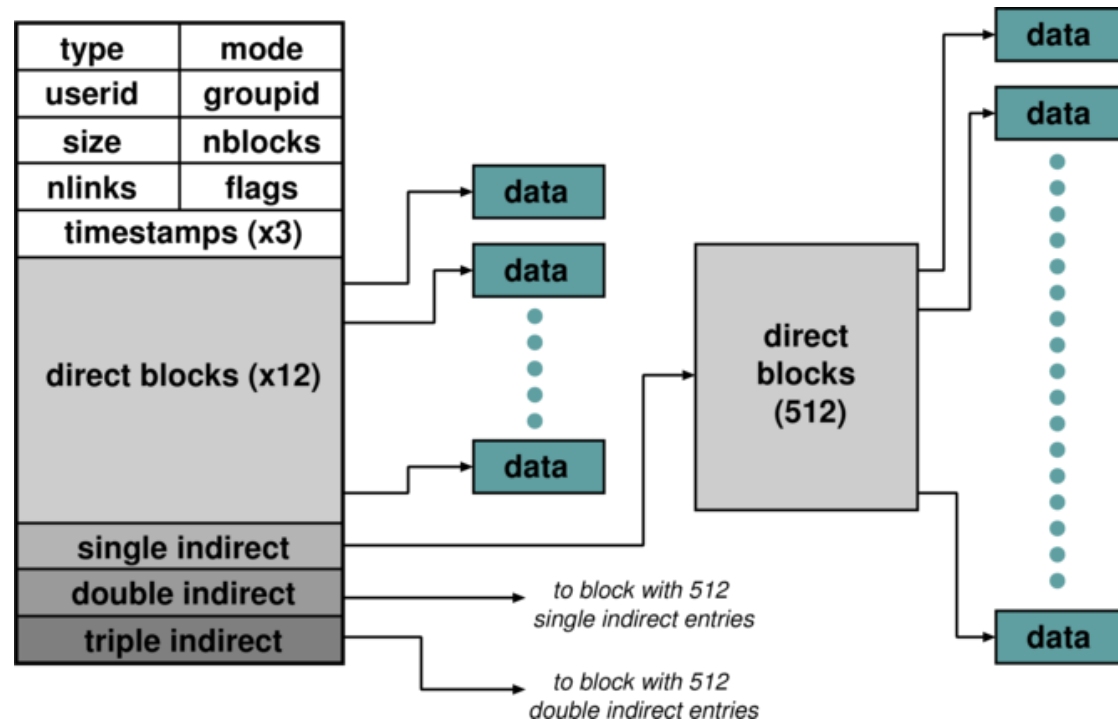 type mode
userid groupid
size nblocks
nlinks flags
timestamps (x3)
direct blocks (x12)
single indirect
double indirect
triple indirect
data
data
data
to block with 512
single indirect entries
to block with 512
double indirect entries
direct
blocks
(512)
data
data
data